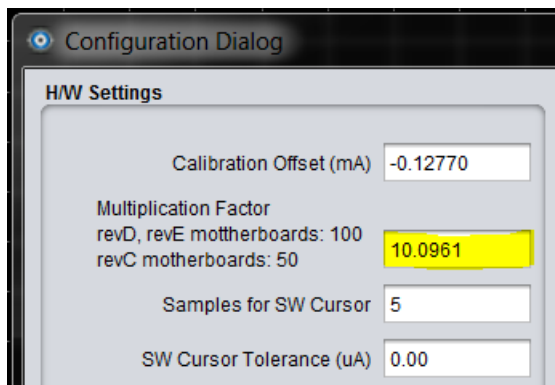 Configuration Dialog
H/W Settings
Calibration Offset (mA) -0.12770
Multiplication Factor
revD, revE mottherboards: 100
revC motherboards: 50
10.0961
Samples for SW Cursor 5
SW Cursor Tolerance (uA) 0.00